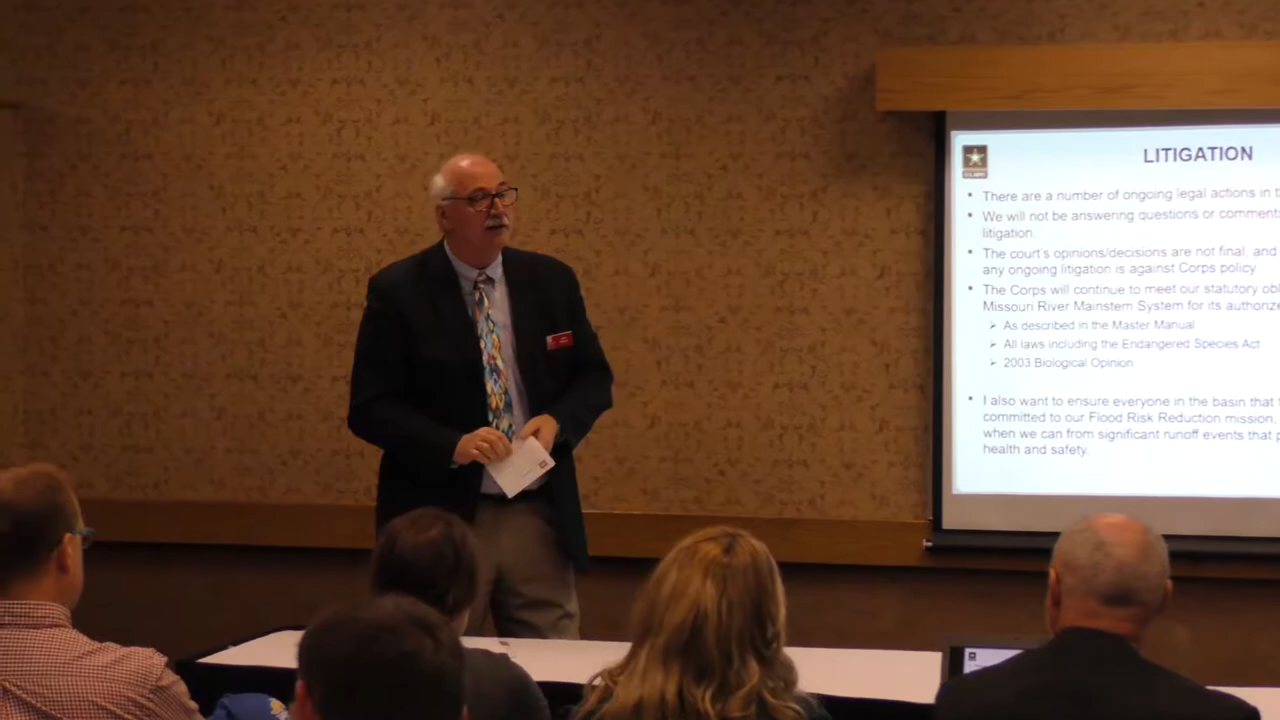 LITIGATION
U.S. ARMY
• There are a number of ongoing legal actions in
• We will not be answering questions or comment
litigation.
• The court's opinions/decisions are not final, and
any ongoing litigation is against Corps policy
• The Corps will continue to meet our statutory
Missouri River Mainstem System for its
➢ As described in the Master Manual
➢ All laws including the Endangered Species Act
➢ 2003 Biological Opinion
• I also want to ensure everyone in the basin that
committed to our Flood Risk Reduction mission,
when we can from significant runoff events that
health and safety.